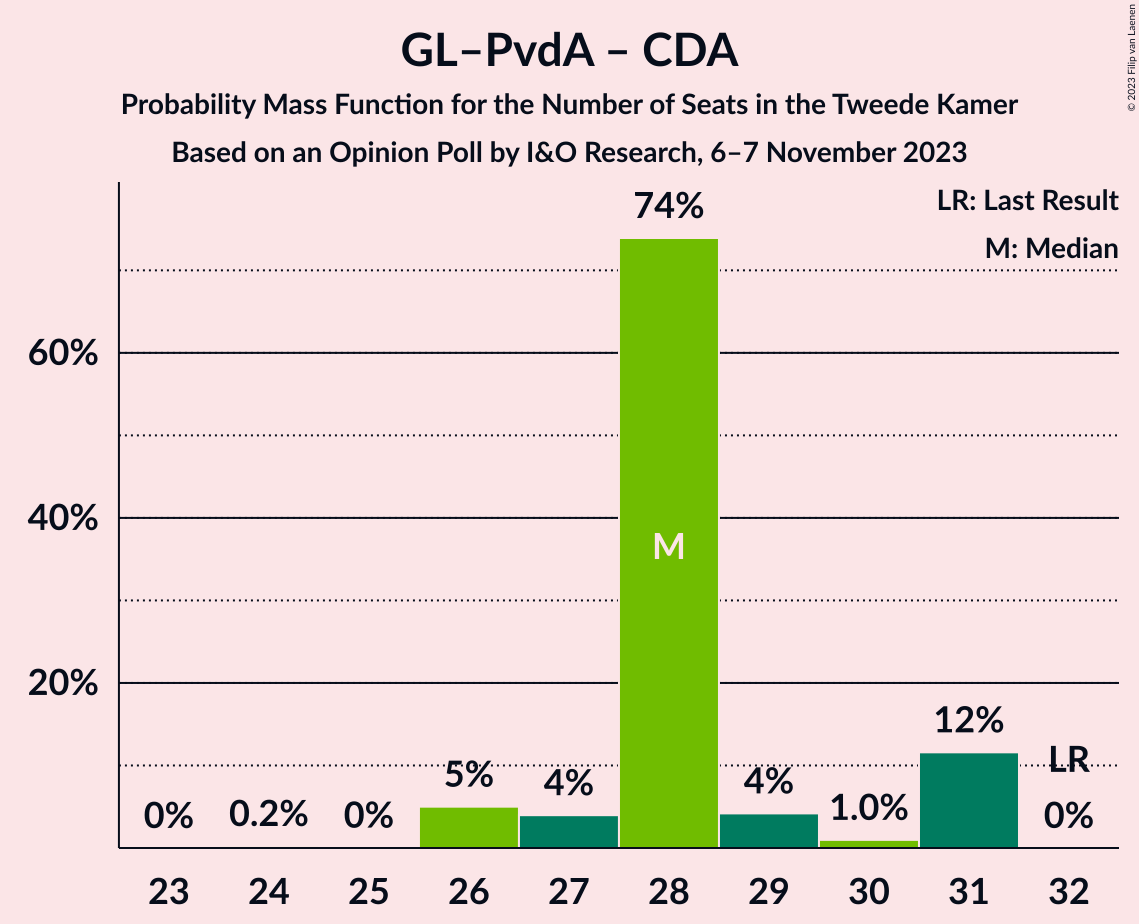 GL–PvdA – CDA
Probability Mass Function for the Number of Seats in the Tweede Kamer
Based on an Opinion Poll by I&O Research, 6–7 November 2023
© 2023 Filip van Laenen
LR: Last Result
M: Median
74%
60%
40%
20%
M
12%
LR
5%
4%
4%
1.0%
0%
0.2%
0%
0%
23 24 25 26 27 28 29 30 31 32